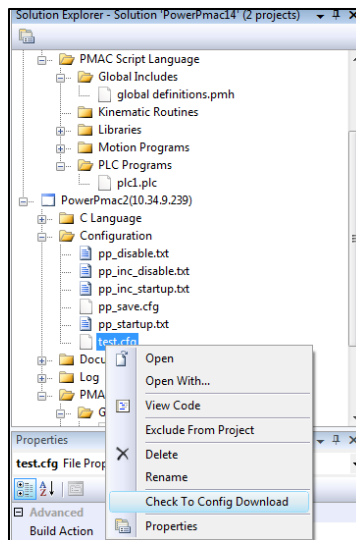 Solution Explorer - Solution 'PowerPmac14' (2 projects)
PMAC Script Language
Global Includes
global definitions.pmh
Kinematic Routines
Libraries
Motion Programs
PLC Programs
plc1.plc
PowerPmac2(10.34.9.239)
C Language
Configuration
pp_disable.txt
pp_inc_disable.txt
pp_inc_startup.txt
pp_save.cfg
pp_startup.txt
test.cfg
Docu
Log
PMA
G
Open
Open With...
View Code
Exclude From Project
Delete
Rename
Check To Config Download
Properties
Properties
test.cfg File Prop
Advanced
Build Action